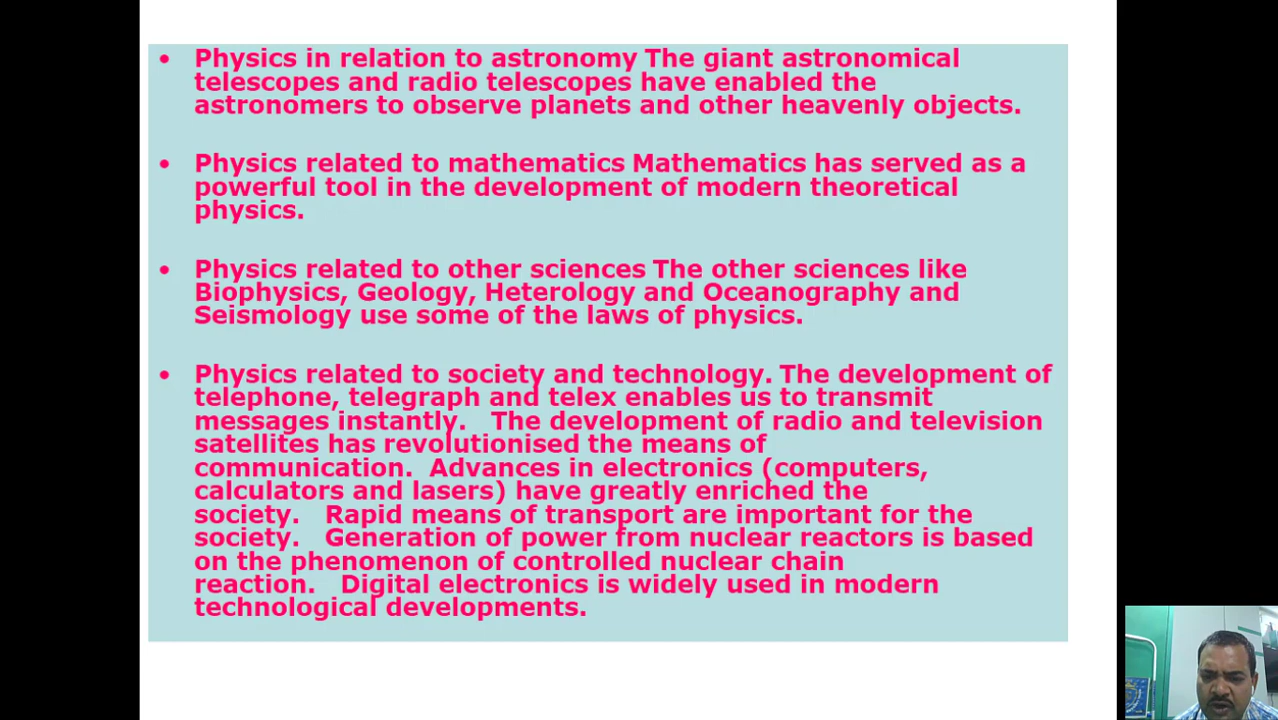 • Physics in relation to astronomy The giant astronomical
telescopes and radio telescopes have enabled the
astronomers to observe planets and other heavenly objects.
• Physics related to mathematics Mathematics has served as a
powerful tool in the development of modern theoretical
physics.
• Physics related to other sciences The other sciences like
Biophysics, Geology, Heterology and Oceanography and
Seismology use some of the laws of physics.
• Physics related to society and technology. The development of
telephone, telegraph and telex enables us to transmit
messages instantly.   The development of radio and television
satellites has revolutionised the means of
communication.  Advances in electronics (computers,
calculators and lasers) have greatly enriched the
society.   Rapid means of transport are important for the
society.   Generation of power from nuclear reactors is based
on the phenomenon of controlled nuclear chain
reaction.   Digital electronics is widely used in modern
technological developments.